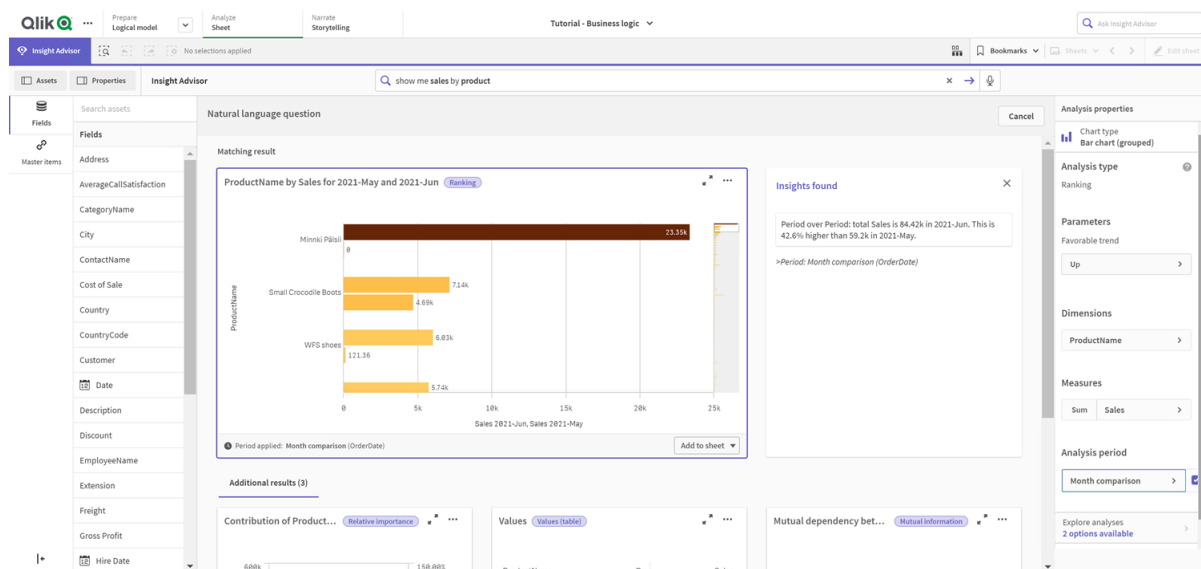 Qlik
Prepare
Logical model
Analyze
Sheet
Narrate
Storytelling
Tutorial - Business logic
Ask Insight Advisor
Insight Advisor
No selections applied
Bookmarks
Sheets
Edit sheet
Assets
Properties
Insight Advisor
show me sales by product
Fields
Master items
Search assets
Fields
Address
AverageCallSatisfaction
CategoryName
City
ContactName
Cost of Sale
Country
CountryCode
Customer
Date
Description
Discount
EmployeeName
Extension
Freight
Gross Profit
Hire Date
Natural language question
Cancel
Matching result
ProductName by Sales for 2021-May and 2021-Jun
Ranking
ProductName
Minnki Pälsii
23.35k
0
Small Crocodile Boots
7.14k
4.69k
WFS shoes
6.03k
121.36
5.74k
0
5k
10k
15k
20k
25k
Sales 2021-Jun, Sales 2021-May
Period applied: Month comparison (OrderDate)
Add to sheet
Insights found
Period over Period: total Sales is 84.42k in 2021-Jun. This is
42.6% higher than 59.2k in 2021-May.
>Period: Month comparison (OrderDate)
Additional results (3)
Contribution of Product...
Relative importance
600k
150.00%
Values
Values (table)
Mutual dependency bet...
Mutual information
Analysis properties
Chart type
Bar chart (grouped)
Analysis type
Ranking
Parameters
Favorable trend
Up
Dimensions
ProductName
Measures
Sum
Sales
Analysis period
Month comparison
Explore analyses
2 options available